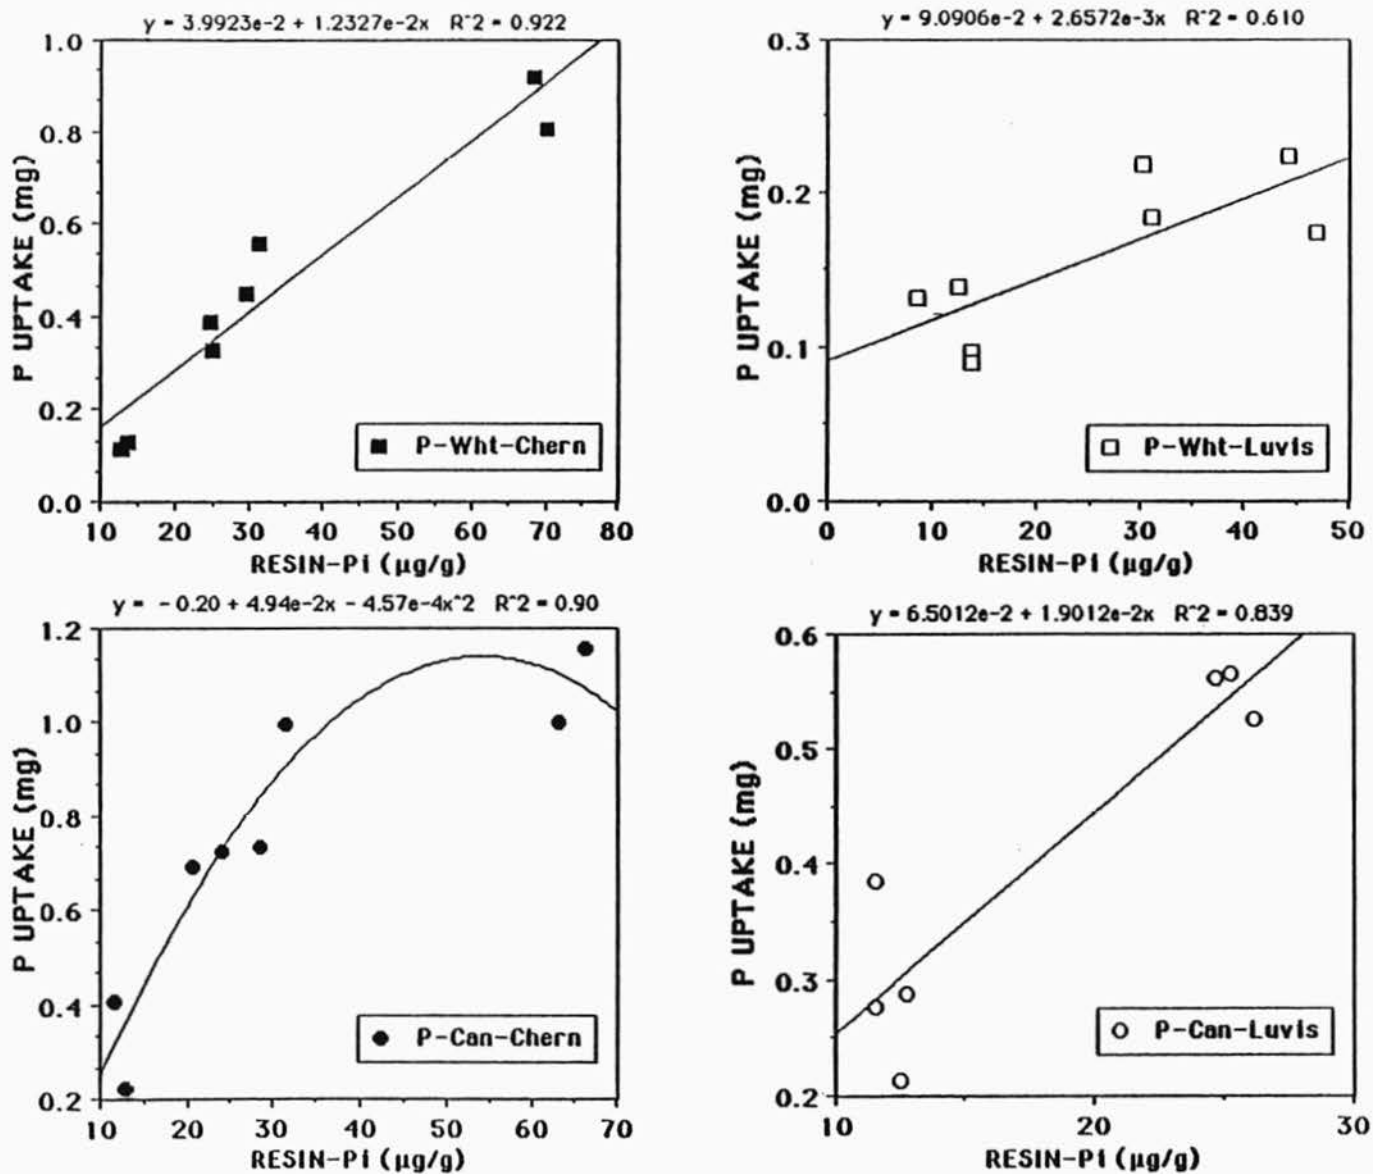 y = 3.9923e-2 + 1.2327e-2x R^2 = 0.922
1.0
0.8
0.6
0.4
0.2
0.0
P UPTAKE (mg)
P-Wht-Chern
10 20 30 40 50 60 70 80
RESIN-Pi (µg/g)
y = 9.0906e-2 + 2.6572e-3x R^2 = 0.610
0.3
0.2
0.1
0.0
P UPTAKE (mg)
P-Wht-Luvis
0 10 20 30 40 50
RESIN-Pi (µg/g)
y = - 0.20 + 4.94e-2x - 4.57e-4x^2 R^2 = 0.90
1.2
1.0
0.8
0.6
0.4
0.2
P UPTAKE (mg)
P-Can-Chern
10 20 30 40 50 60 70
RESIN-Pi (µg/g)
y = 6.5012e-2 + 1.9012e-2x R^2 = 0.839
0.6
0.5
0.4
0.3
0.2
P UPTAKE (mg)
P-Can-Luvis
10 20 30
RESIN-Pi (µg/g)